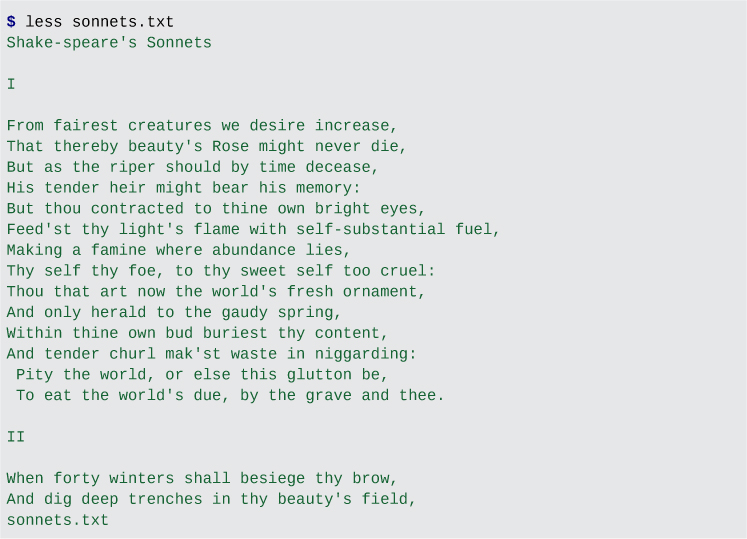 $ less sonnets.txt
Shake-speare's Sonnets

I

From fairest creatures we desire increase,
That thereby beauty's Rose might never die,
But as the riper should by time decease,
His tender heir might bear his memory:
But thou contracted to thine own bright eyes,
Feed'st thy light's flame with self-substantial fuel,
Making a famine where abundance lies,
Thy self thy foe, to thy sweet self too cruel:
Thou that art now the world's fresh ornament,
And only herald to the gaudy spring,
Within thine own bud buriest thy content,
And tender churl mak'st waste in niggarding:
 Pity the world, or else this glutton be,
 To eat the world's due, by the grave and thee.

II

When forty winters shall besiege thy brow,
And dig deep trenches in thy beauty's field,
sonnets.txt